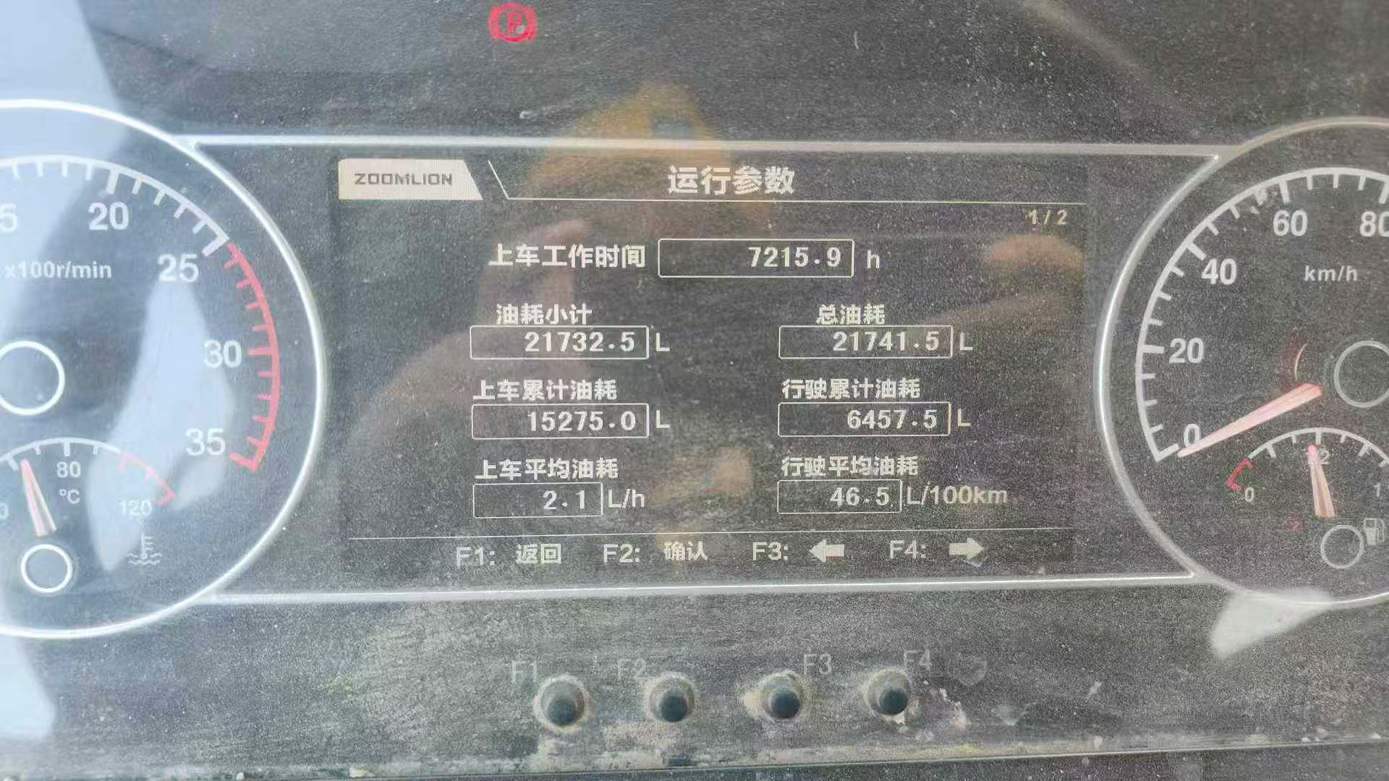 ZOOMLION
运行参数
1/2
上车工作时间 7215.9 h
油耗小计 总油耗
21732.5 L 21741.5 L
上车累计油耗 行驶累计油耗
15275.0 L 6457.5 L
上车平均油耗 行驶平均油耗
2.1 L/h 46.5 L/100km
F1: 返回 F2: 确认 F3: F4:
F1 F2 F3 F4
5 20 25 30 35
x100r/min
80 120
°C
0 20 40 60 80
km/h
0 1/2 1